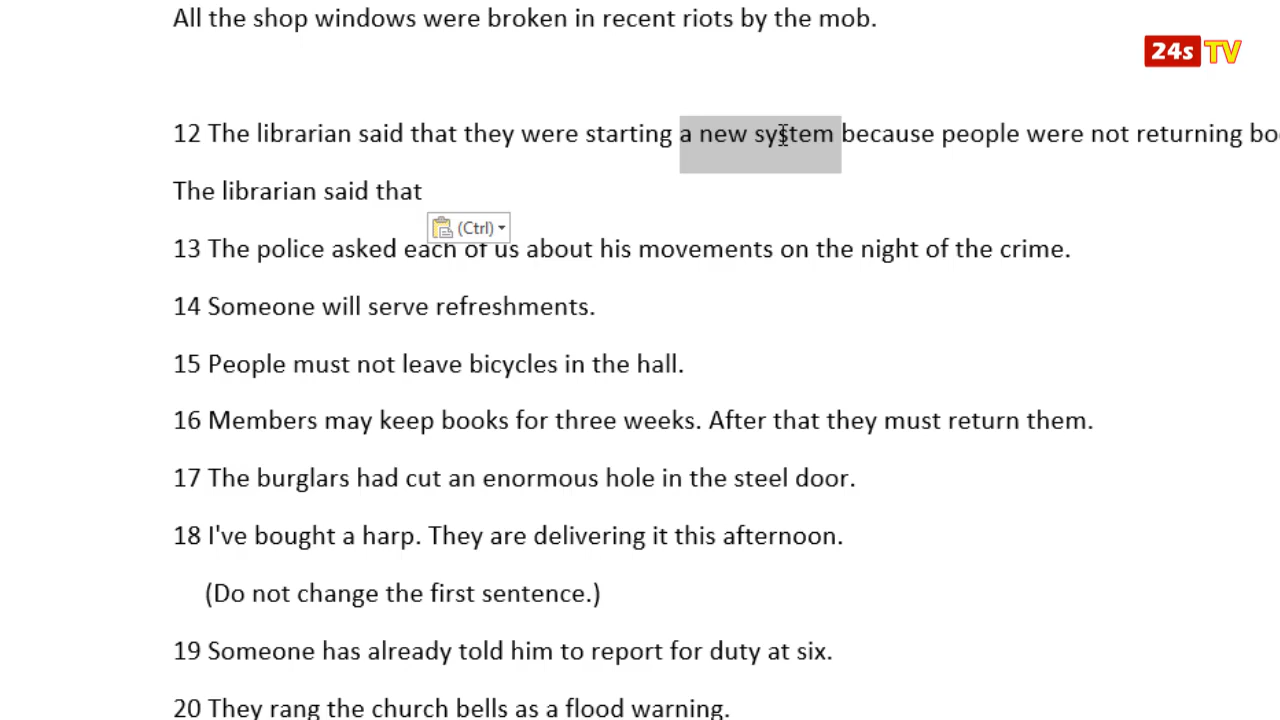 All the shop windows were broken in recent riots by the mob.
24s TV
12 The librarian said that they were starting a new system because people were not returning
The librarian said that
(Ctrl)
13 The police asked each of us about his movements on the night of the crime.
14 Someone will serve refreshments.
15 People must not leave bicycles in the hall.
16 Members may keep books for three weeks. After that they must return them.
17 The burglars had cut an enormous hole in the steel door.
18 I've bought a harp. They are delivering it this afternoon.
(Do not change the first sentence.)
19 Someone has already told him to report for duty at six.
20 They rang the church bells as a flood warning.